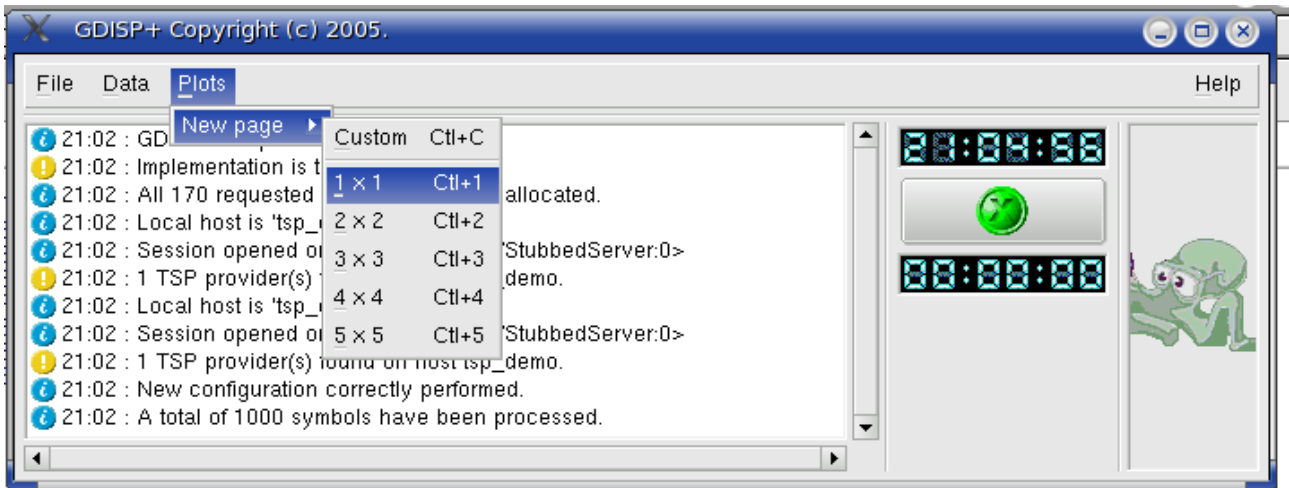 GDISP+ Copyright (c) 2005.
File Data Plots Help
New page
Custom Ctl+C
1 x 1 Ctl+1
2 x 2 Ctl+2
3 x 3 Ctl+3
4 x 4 Ctl+4
5 x 5 Ctl+5
21:02 : GD
21:02 : Implementation is t
21:02 : All 170 requested allocated.
21:02 : Local host is 'tsp_
21:02 : Session opened StubbedServer:0>
21:02 : 1 TSP provider(s) _demo.
21:02 : Local host is 'tsp_
21:02 : Session opened StubbedServer:0>
21:02 : 1 TSP provider(s) found on host tsp_demo.
21:02 : New configuration correctly performed.
21:02 : A total of 1000 symbols have been processed.